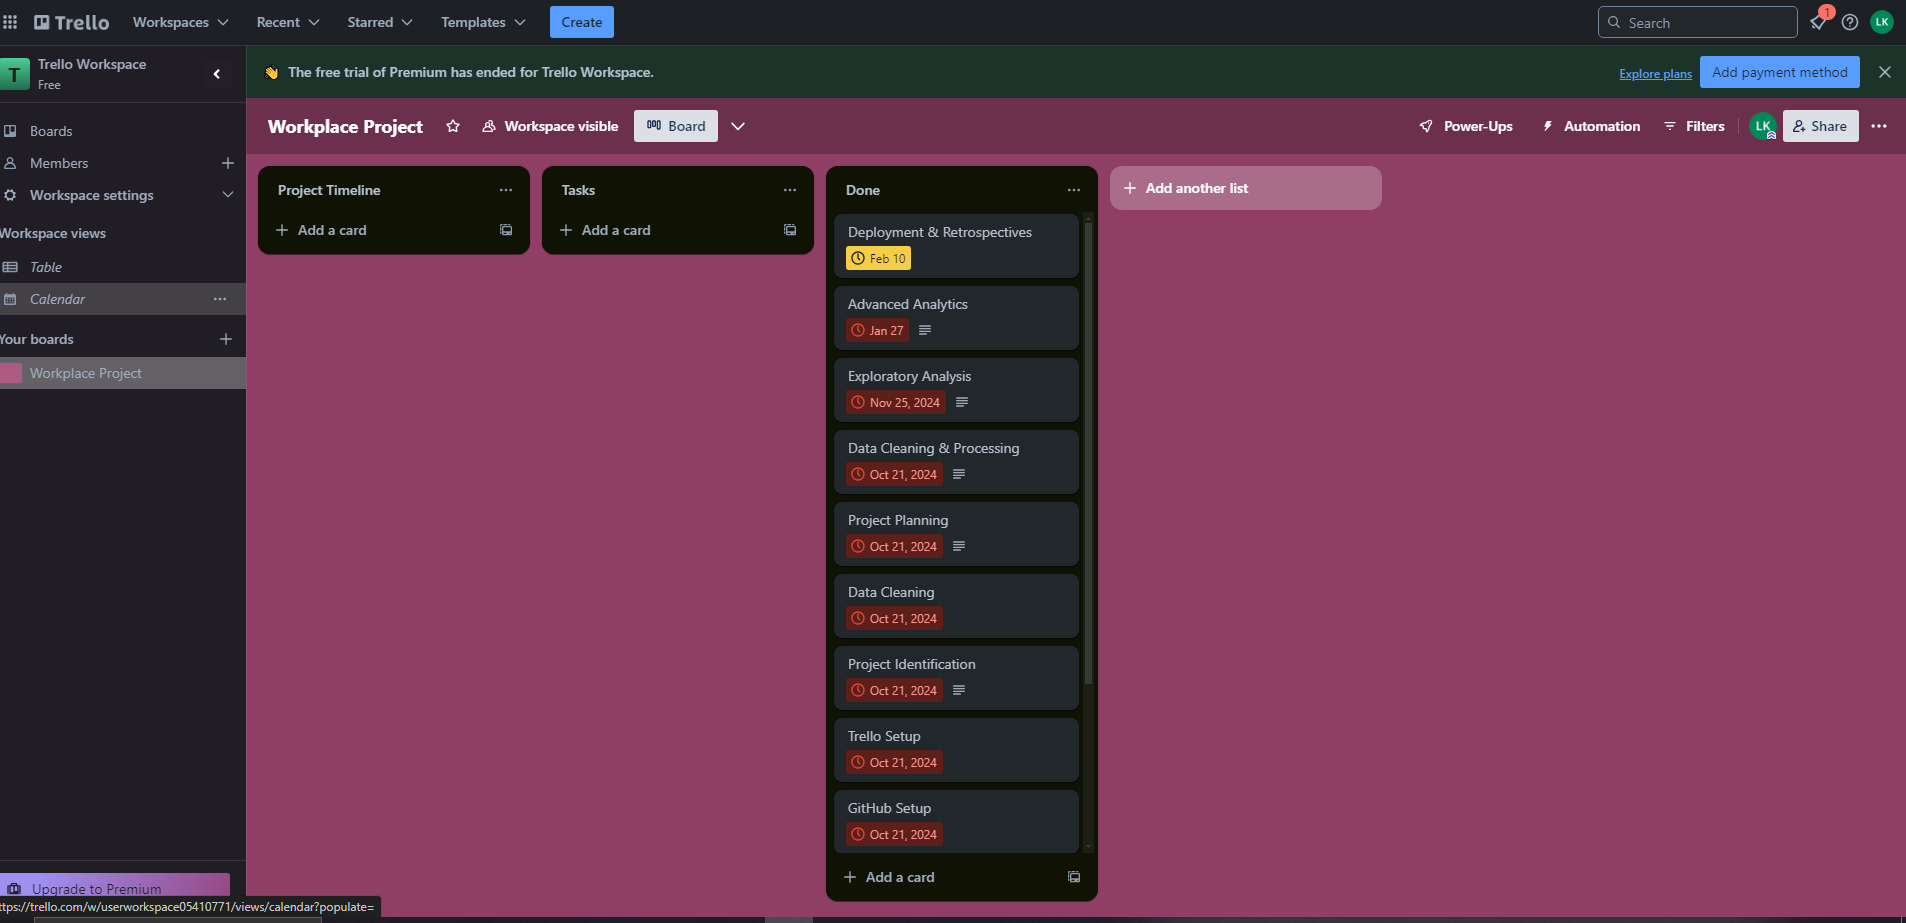 Trello
Workspaces
Recent
Starred
Templates
Create
Search
1
LK
T
Trello Workspace
Free
The free trial of Premium has ended for Trello Workspace.
Explore plans
Add payment method
Workplace Project
Workspace visible
Board
Power-Ups
Automation
Filters
LK
Share
Boards
Members
Workspace settings
Workspace views
Table
Calendar
Your boards
Workplace Project
Upgrade to Premium
ttps://trello.com/w/userworkspace05410771/views/calendar?populate=
Project Timeline
Add a card
Tasks
Add a card
Done
Deployment & Retrospectives
Feb 10
Advanced Analytics
Jan 27
Exploratory Analysis
Nov 25, 2024
Data Cleaning & Processing
Oct 21, 2024
Project Planning
Oct 21, 2024
Data Cleaning
Oct 21, 2024
Project Identification
Oct 21, 2024
Trello Setup
Oct 21, 2024
GitHub Setup
Oct 21, 2024
Add a card
Add another list